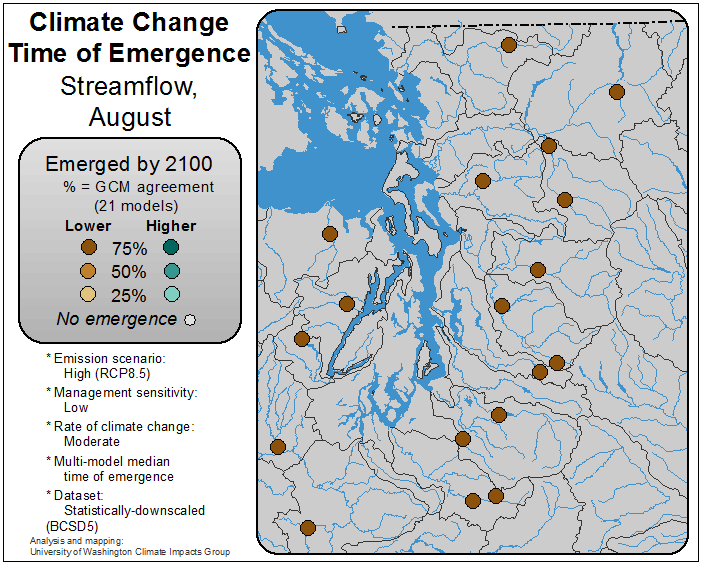 Climate Change
Time of Emergence
Streamflow,
August
Emerged by 2100
% = GCM agreement
(21 models)
Lower Higher
75%
50%
25%
No emergence
* Emission scenario:
High (RCP8.5)
* Management sensitivity:
Low
* Rate of climate change:
Moderate
* Multi-model median
time of emergence
* Dataset:
Statistically-downscaled
(BCSD5)
Analysis and mapping:
University of Washington Climate Impacts Group